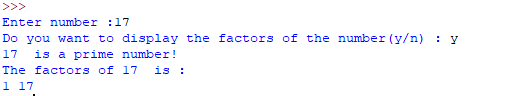 >>>
Enter number :17
Do you want to display the factors of the number(y/n) : y
17  is a prime number!
The factors of 17  is :
1 17